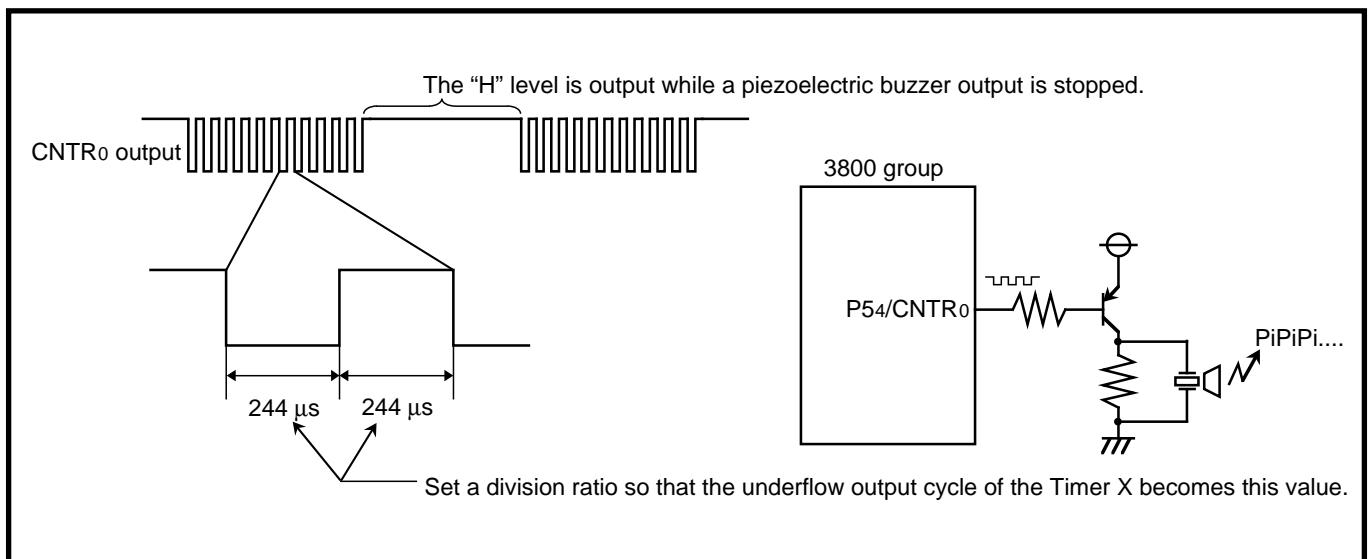 The “H” level is output while a piezoelectric buzzer output is stopped.
CNTR0 output
3800 group
P54/CNTR0
PiPiPi....
244 μs 244 μs
Set a division ratio so that the underflow output cycle of the Timer X becomes this value.